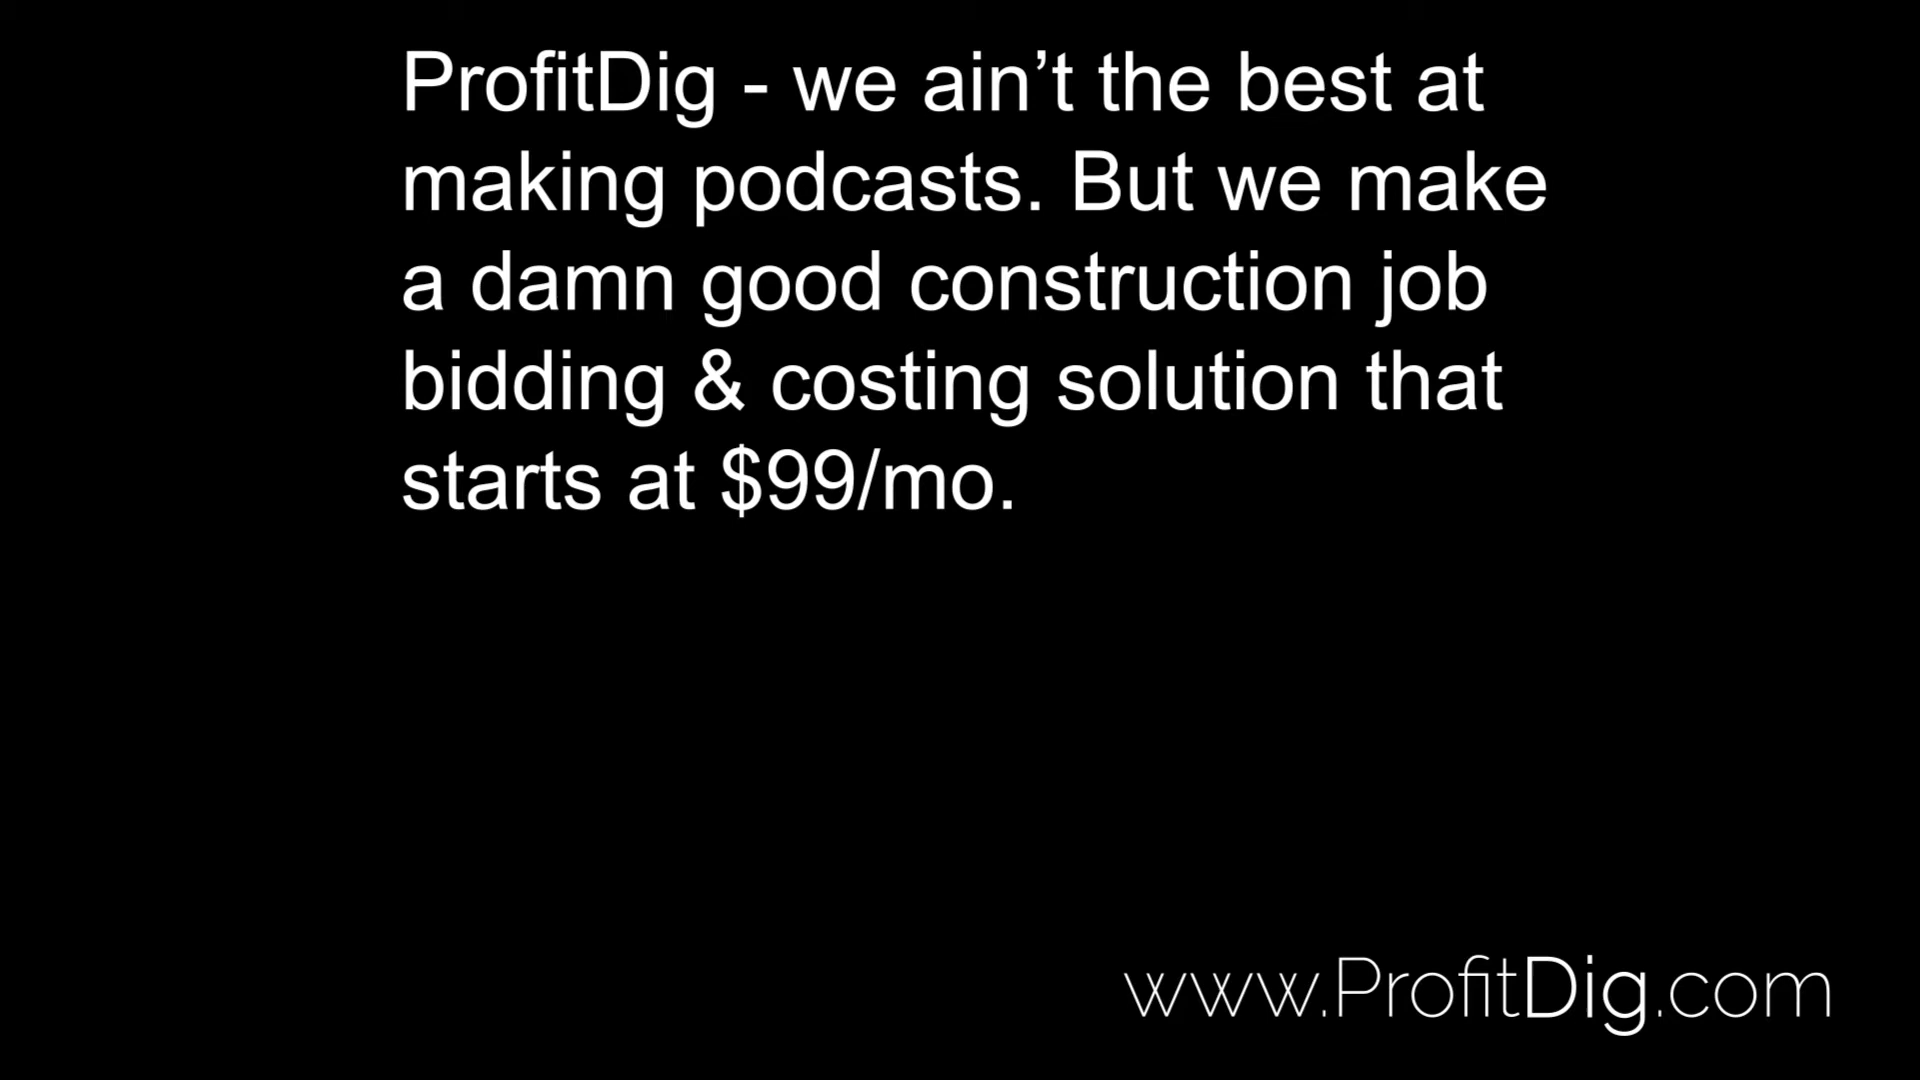 ProfitDig - we ain’t the best at
making podcasts. But we make
a damn good construction job
bidding & costing solution that
starts at $99/mo.
www.ProfitDig.com